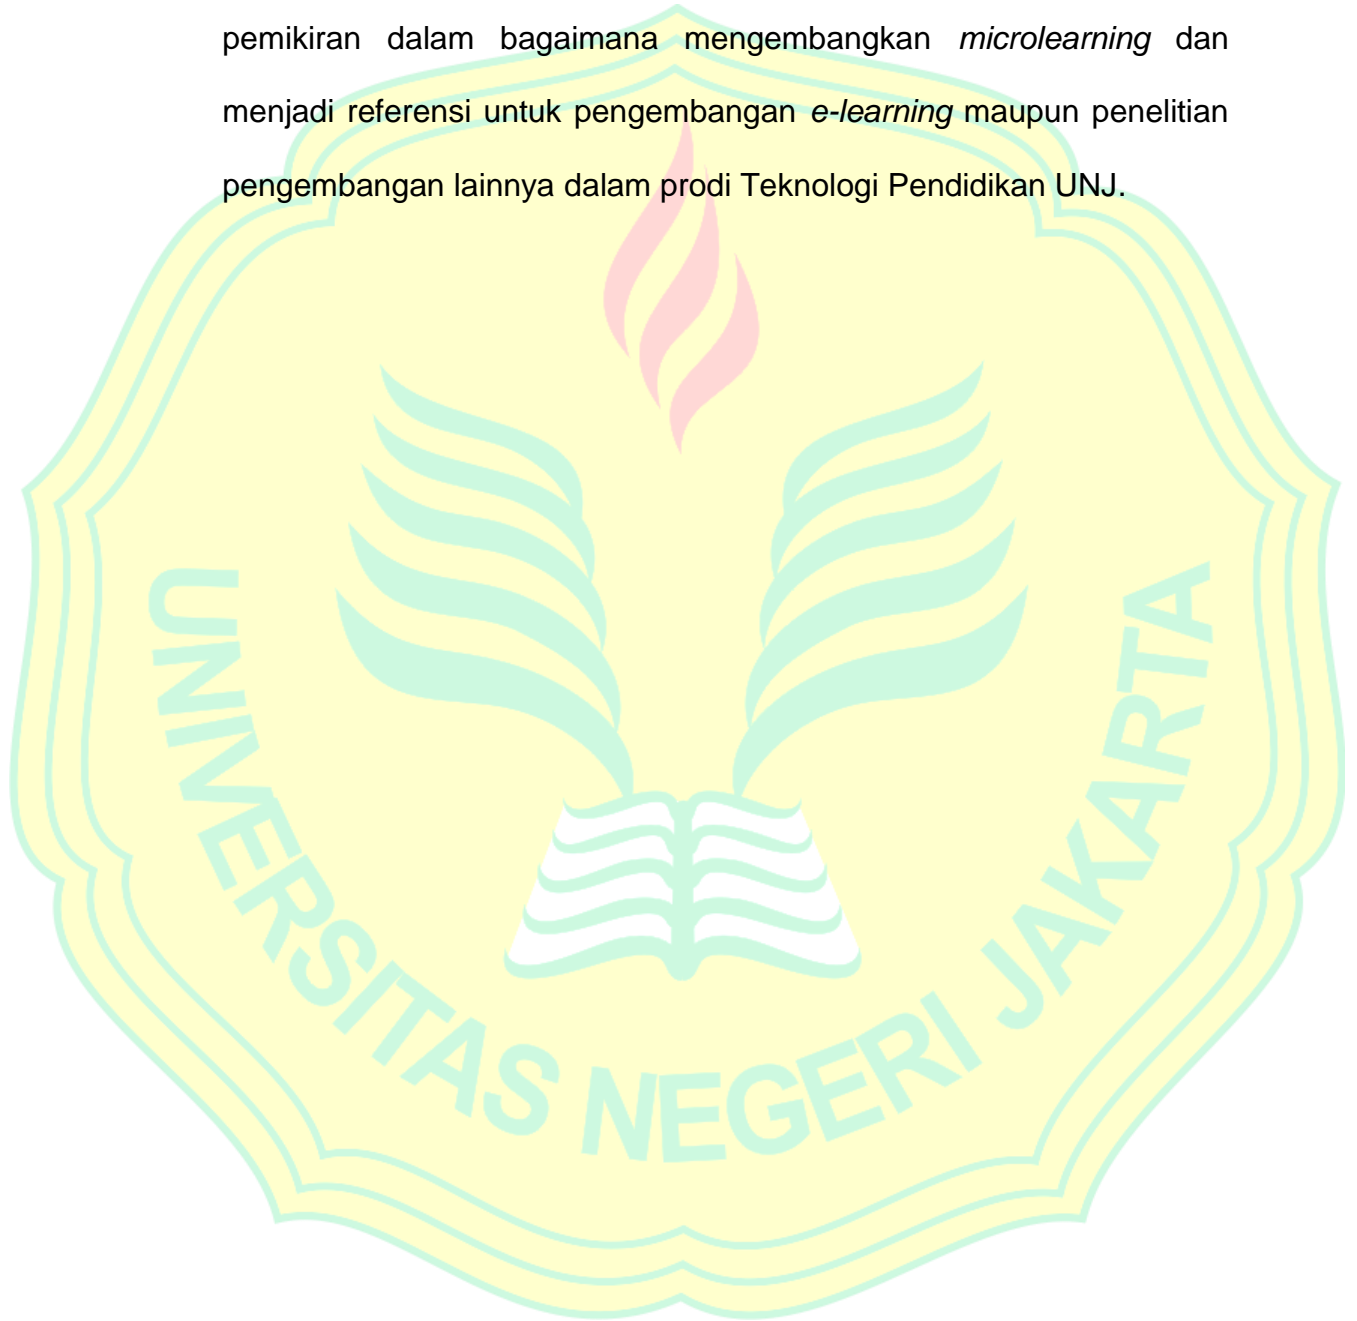 pemikiran dalam bagaimana mengembangkan microlearning dan
menjadi referensi untuk pengembangan e-learning maupun penelitian
pengembangan lainnya dalam prodi Teknologi Pendidikan UNJ.
UNIVERSITAS NEGERI JAKARTA